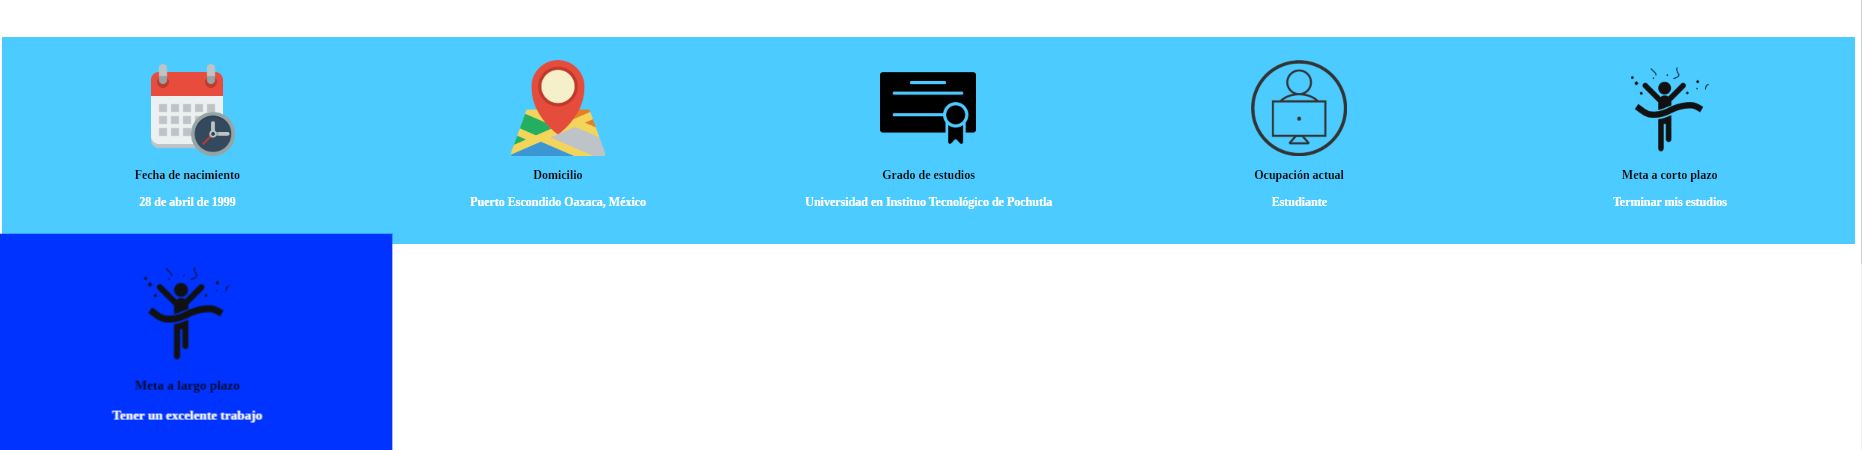 Fecha de nacimiento
28 de abril de 1999
Domicilio
Puerto Escondido Oaxaca, México
Grado de estudios
Universidad en Instituo Tecnológico de Pochutla
Ocupación actual
Estudiante
Meta a corto plazo
Terminar mis estudios
Meta a largo plazo
Tener un excelente trabajo